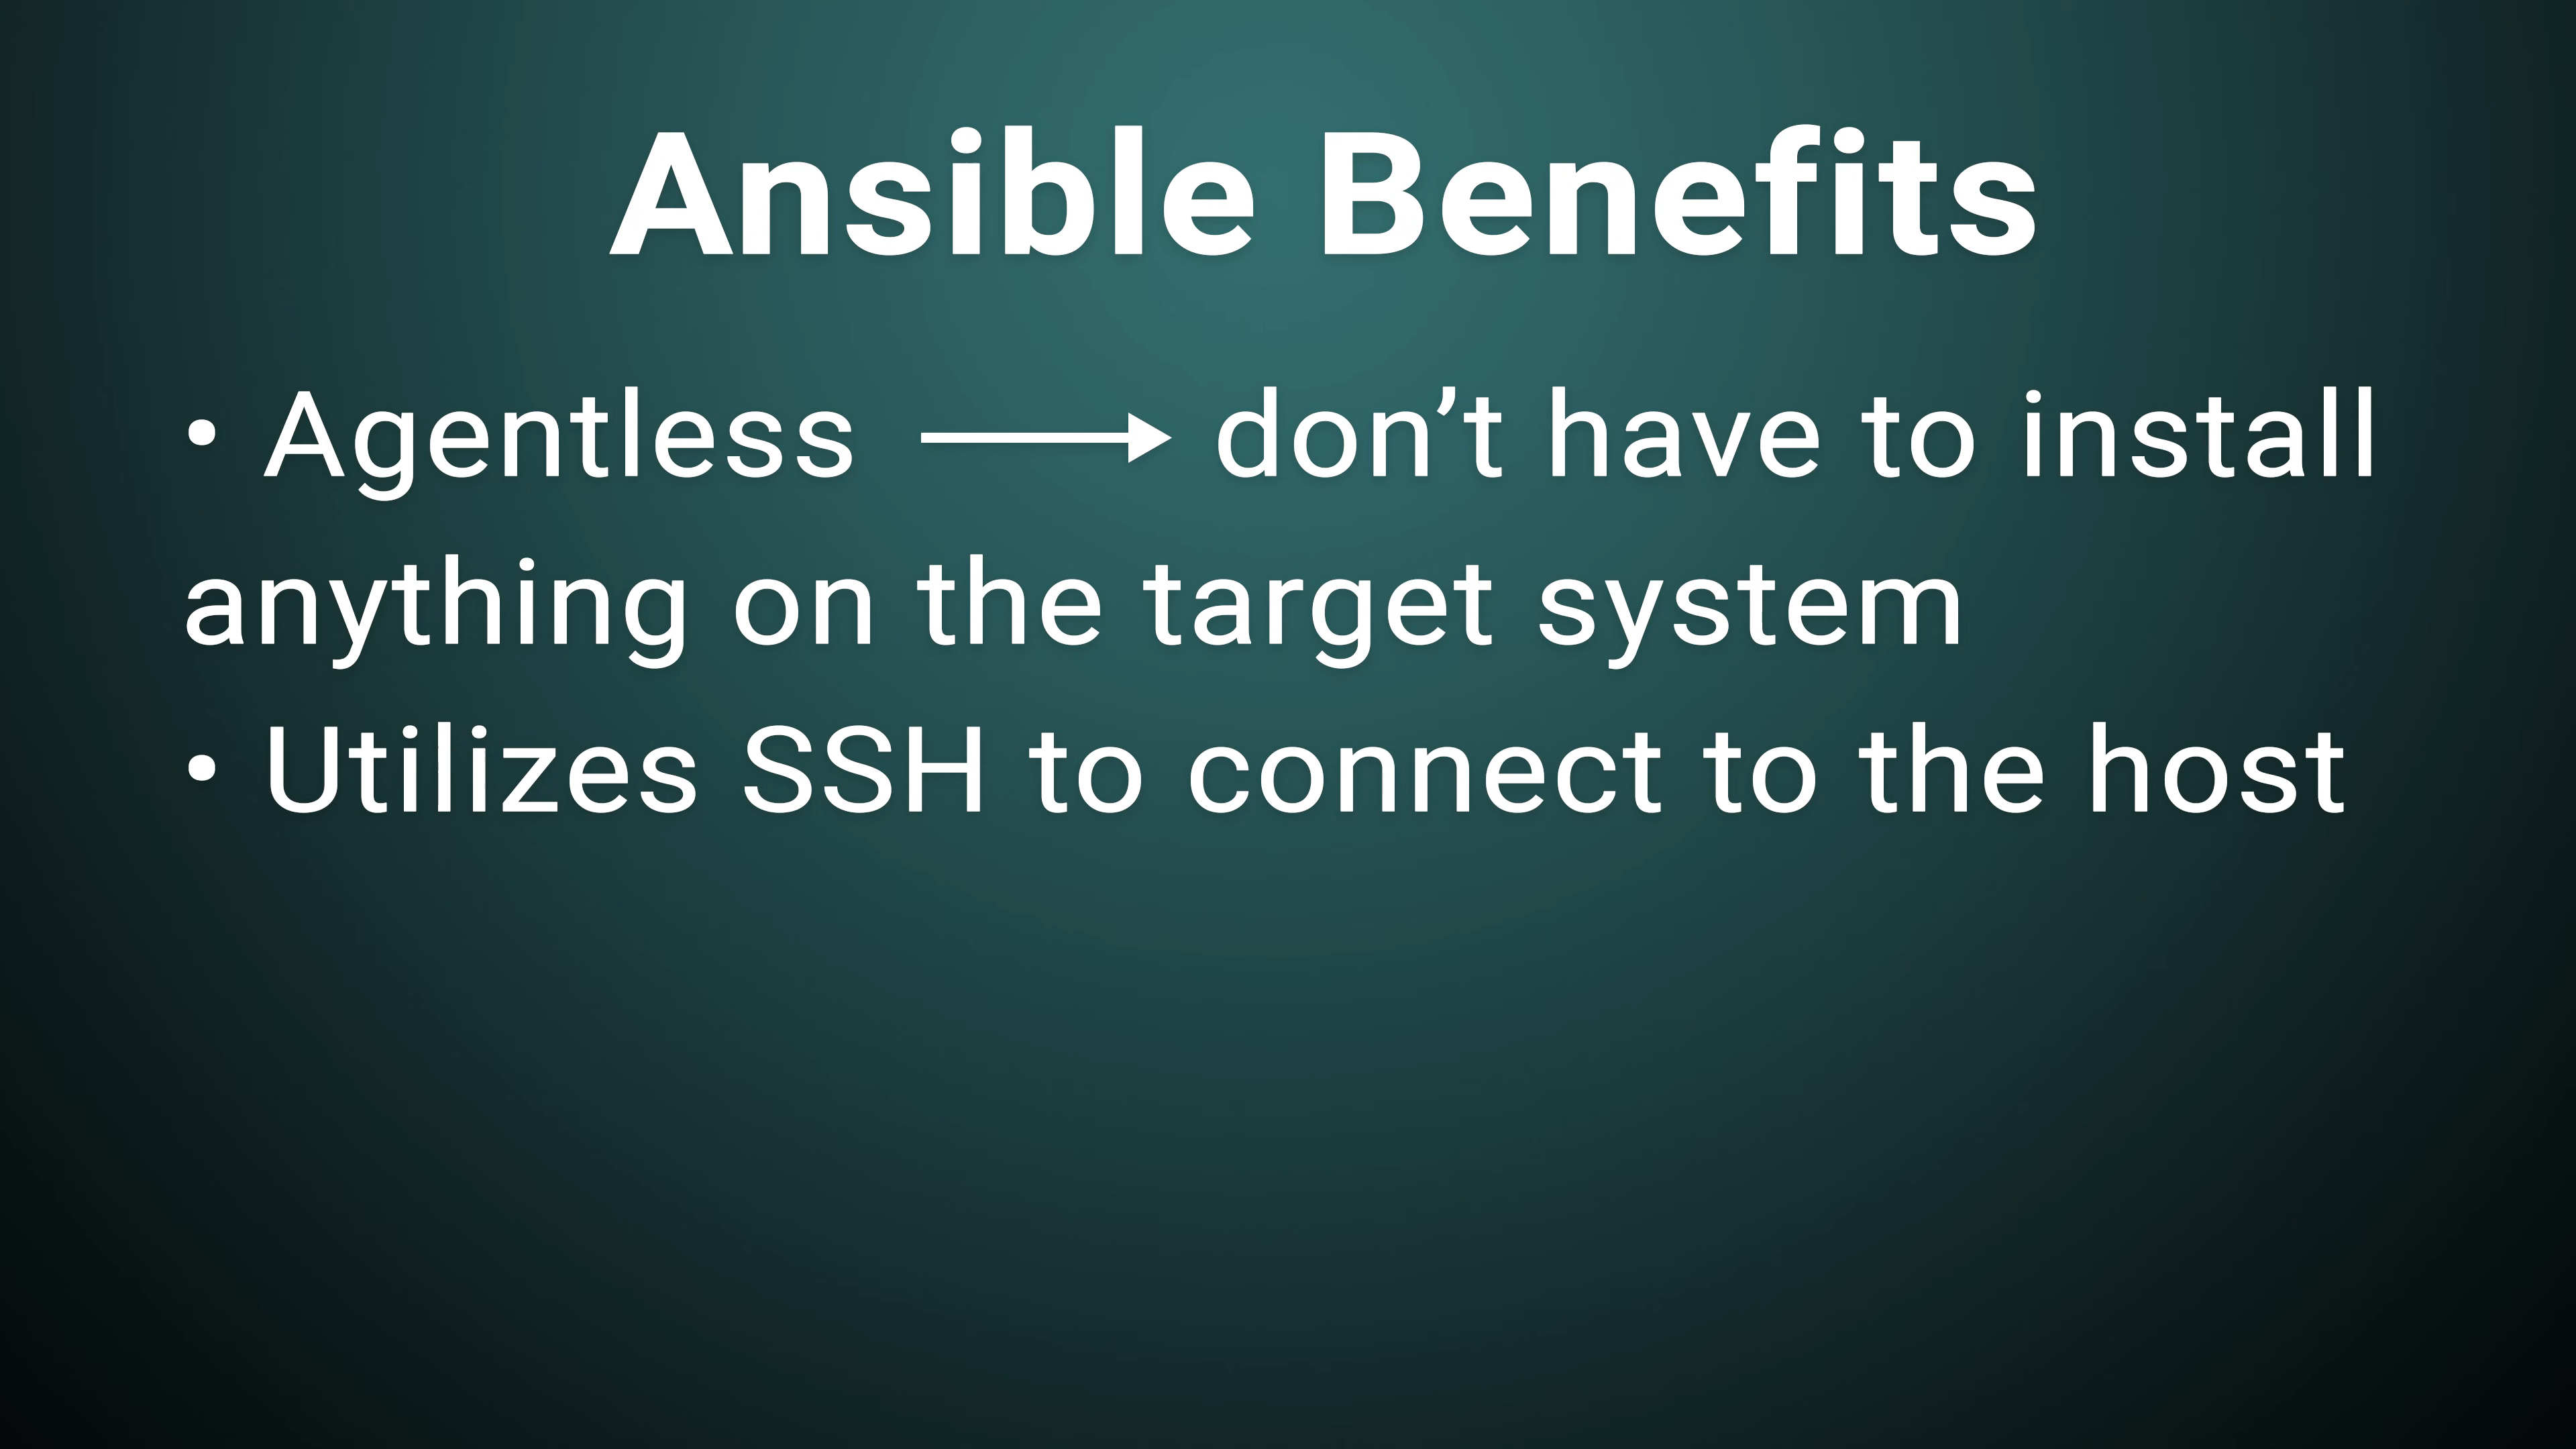 Ansible Benefits
• Agentless ⟶ don’t have to install
anything on the target system
• Utilizes SSH to connect to the host